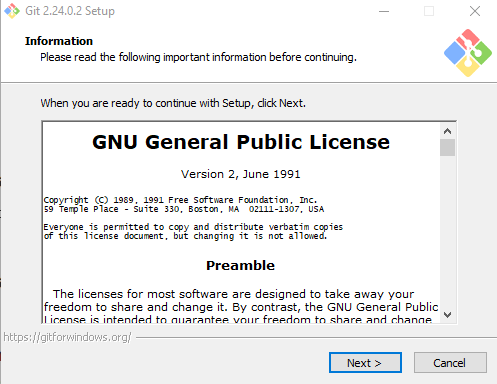 Git 2.24.0.2 Setup
Information
Please read the following important information before continuing.
When you are ready to continue with Setup, click Next.
GNU General Public License
Version 2, June 1991
Copyright (C) 1989, 1991 Free Software Foundation, Inc.
59 Temple Place - Suite 330, Boston, MA  02111-1307, USA
Everyone is permitted to copy and distribute verbatim copies
of this license document, but changing it is not allowed.
Preamble
The licenses for most software are designed to take away your
freedom to share and change it. By contrast, the GNU General Public
License is intended to guarantee your freedom to share and change
https://gitforwindows.org/
Next >
Cancel